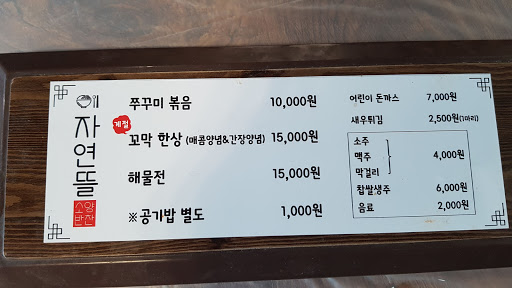 자연뜰
소양
반점
쭈꾸미 볶음 10,000원
계절
꼬막 한상 (매콤양념&간장양념) 15,000원
해물전 15,000원
※공기밥 별도 1,000원
어린이 돈까스 7,000원
새우튀김 2,500원(1마리)
소주
맥주 4,000원
막걸리
찹쌀생주 6,000원
음료 2,000원